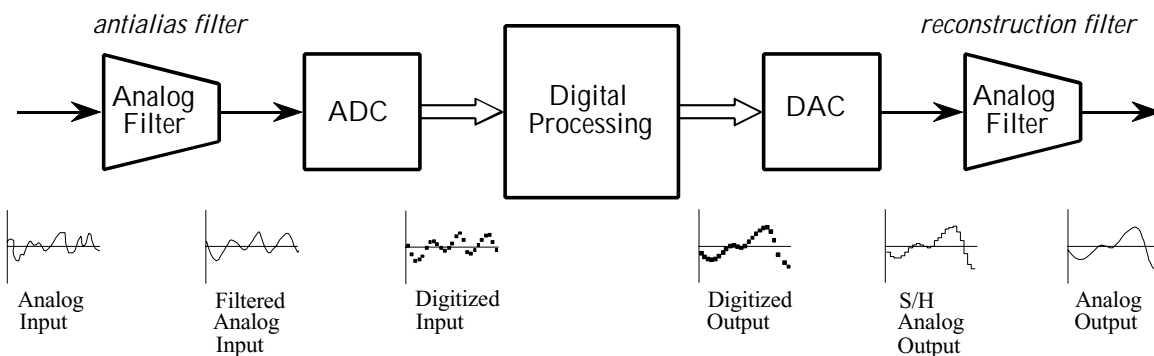 antialias filter
reconstruction filter
Analog
Filter
ADC
Digital
Processing
DAC
Analog
Filter
Analog
Input
Filtered
Analog
Input
Digitized
Input
Digitized
Output
S/H
Analog
Output
Analog
Output